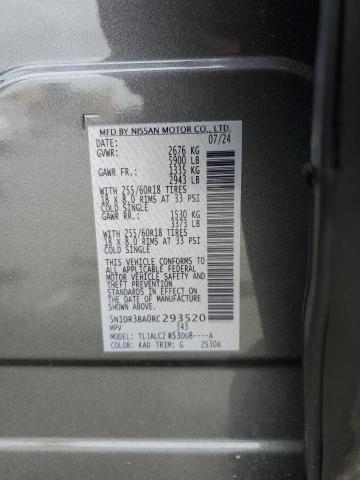 MFD BY NISSAN MOTOR CO., LTD.
DATE: 07/24
GVWR: 2676 KG
5900 LB
GAWR FR.: 1335 KG
2943 LB
WITH 255/60R18 TIRES
18 X 8.0 RIMS AT 33 PSI
COLD SINGLE
GAWR RR.: 1530 KG
3373 LB
WITH 255/60R18 TIRES
18 X 8.0 RIMS AT 33 PSI
COLD SINGLE
THIS VEHICLE CONFORMS TO ALL
APPLICABLE FEDERAL MOTOR
VEHICLE SAFETY AND THEFT
PREVENTION STANDARDS IN
EFFECT ON THE DATE OF
MANUFACTURE SHOWN ABOVE.
5N1DR3BA0RC293520
MPV 343
MODEL: TLJALC2 R53DU8----A
COLOR: KAD TRIM: G ZS30A